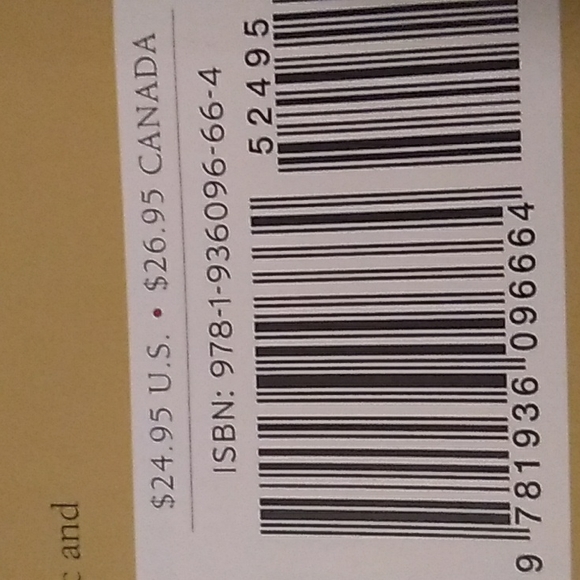 and
$24.95 U.S. • $26.95 CANADA
ISBN: 978-1-936096-66-4
52495
9 781936 096664